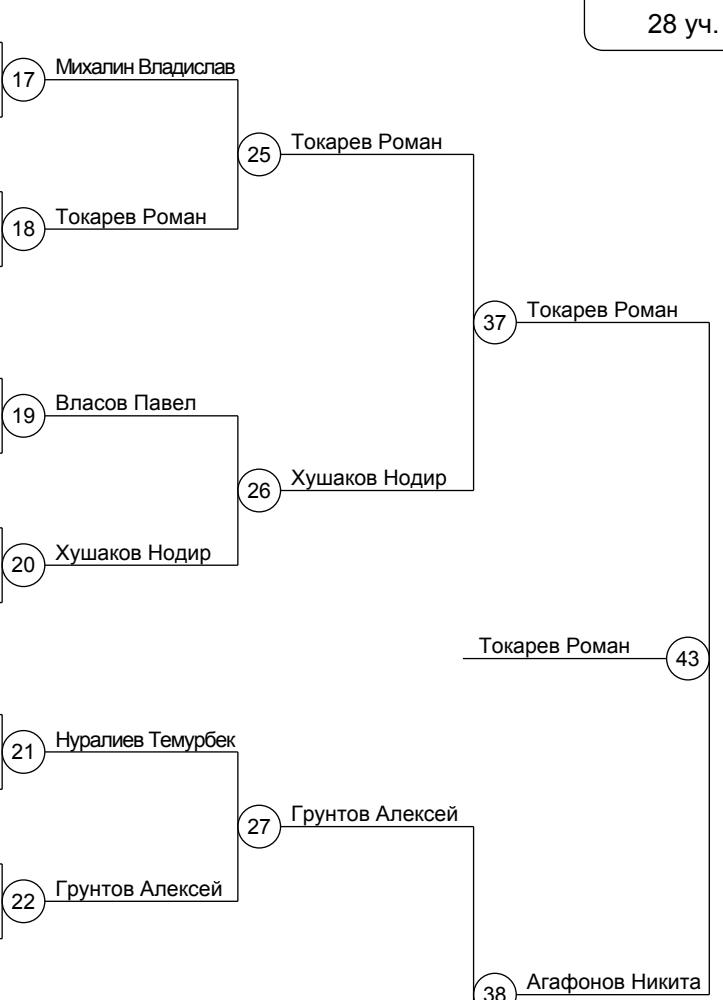 28 уч.
17 Михалин Владислав
25 Токарев Роман
18 Токарев Роман
37 Токарев Роман
19 Власов Павел
26 Хушаков Нодир
20 Хушаков Нодир
Токарев Роман 43
21 Нуралиев Темурбек
27 Грунтов Алексей
22 Грунтов Алексей
38 Агафонов Никита